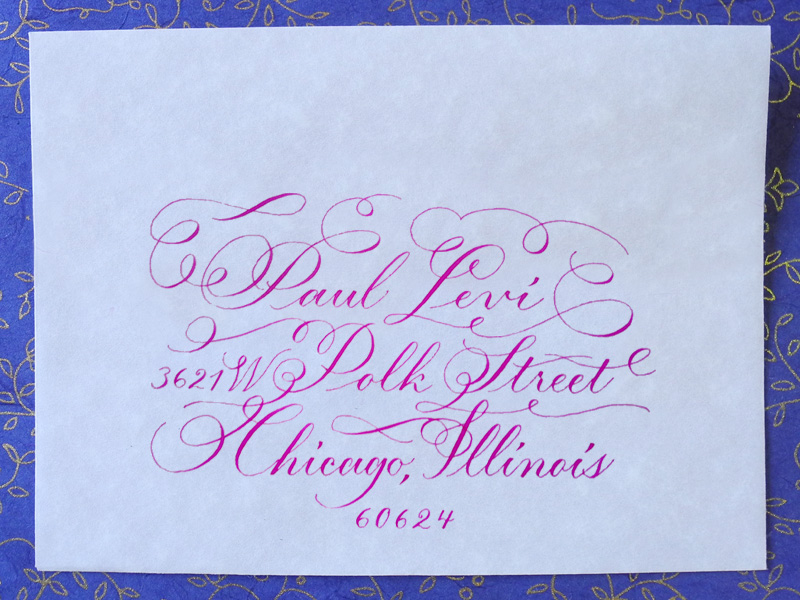 Paul Levi
3621 W Polk Street
Chicago, Illinois
60624